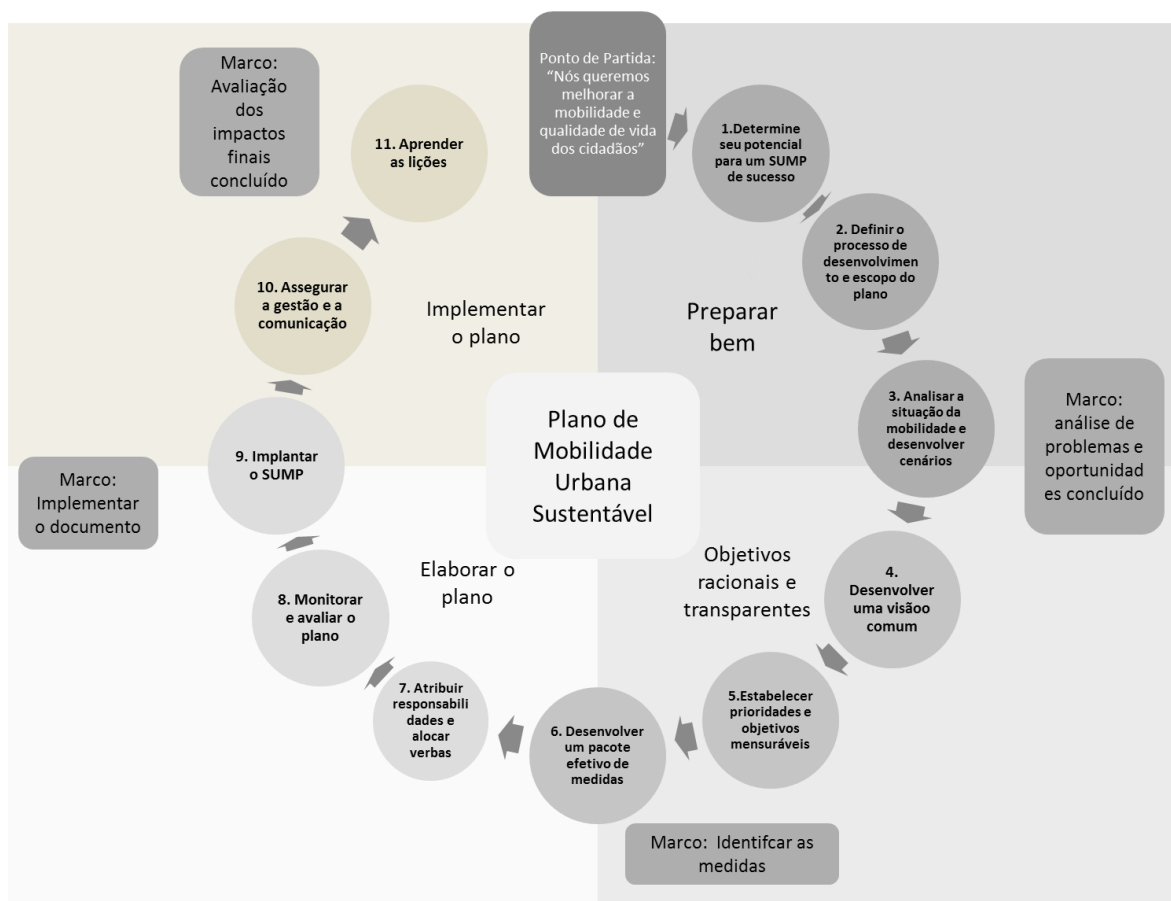 Ponto de Partida:
“Nós queremos
melhorar a
mobilidade e
qualidade de vida
dos cidadãos”
1.Determine
seu potencial
para um SUMP
de sucesso
2. Definir o
processo de
desenvolvimen
to e escopo do
plano
3. Analisar a
situação da
mobilidade e
desenvolver
cenários
Marco:
análise de
problemas e
oportunidad
es concluído
4.
Desenvolver
uma visãoo
comum
5.Estabelecer
prioridades e
objetivos
mensuráveis
6. Desenvolver
um pacote
efetivo de
medidas
Marco: Identifcar as
medidas
7. Atribuir
responsabili
dades e
alocar
verbas
8. Monitorar
e avaliar o
plano
9. Implantar
o SUMP
Marco:
Implementar
o documento
10. Assegurar
a gestão e a
comunicação
11. Aprender
as lições
Marco:
Avaliação
dos
impactos
finais
concluído
Implementar
o plano
Preparar
bem
Plano de
Mobilidade
Urbana
Sustentável
Elaborar o
plano
Objetivos
racionais e
transparentes